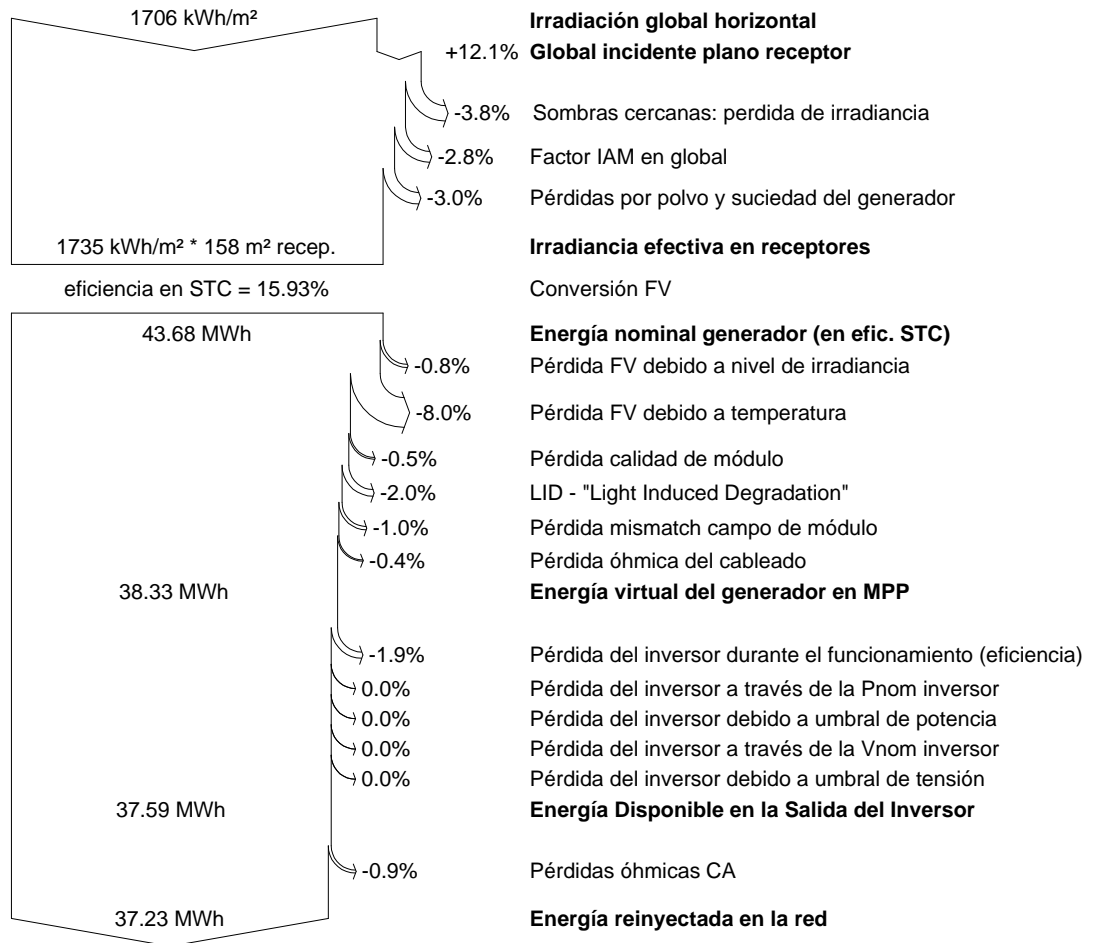 1706 kWh/m² Irradiación global horizontal
+12.1% Global incidente plano receptor
-3.8% Sombras cercanas: perdida de irradiancia
-2.8% Factor IAM en global
-3.0% Pérdidas por polvo y suciedad del generador
1735 kWh/m² * 158 m² recep. Irradiancia efectiva en receptores
eficiencia en STC = 15.93% Conversión FV
43.68 MWh Energía nominal generador (en efic. STC)
-0.8% Pérdida FV debido a nivel de irradiancia
-8.0% Pérdida FV debido a temperatura
-0.5% Pérdida calidad de módulo
-2.0% LID - "Light Induced Degradation"
-1.0% Pérdida mismatch campo de módulo
-0.4% Pérdida óhmica del cableado
38.33 MWh Energía virtual del generador en MPP
-1.9% Pérdida del inversor durante el funcionamiento (eficiencia)
0.0% Pérdida del inversor a través de la Pnom inversor
0.0% Pérdida del inversor debido a umbral de potencia
0.0% Pérdida del inversor a través de la Vnom inversor
0.0% Pérdida del inversor debido a umbral de tensión
37.59 MWh Energía Disponible en la Salida del Inversor
-0.9% Pérdidas óhmicas CA
37.23 MWh Energía reinyectada en la red